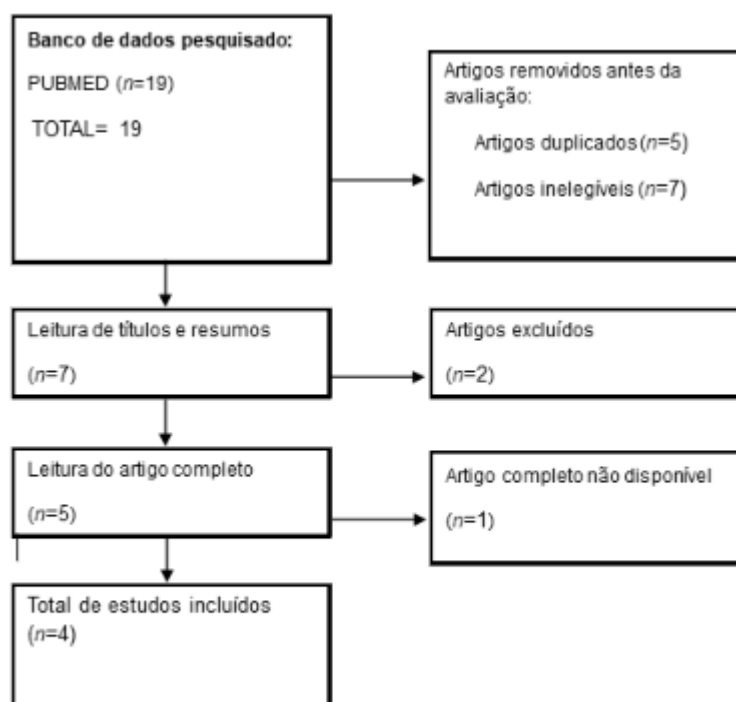 Banco de dados pesquisado:
PUBMED (n=19)
TOTAL= 19
Artigos removidos antes da
avaliação:
Artigos duplicados (n=5)
Artigos inelegíveis (n=7)
Leitura de títulos e resumos
(n=7)
Artigos excluídos
(n=2)
Leitura do artigo completo
(n=5)
Artigo completo não disponível
(n=1)
Total de estudos incluídos
(n=4)